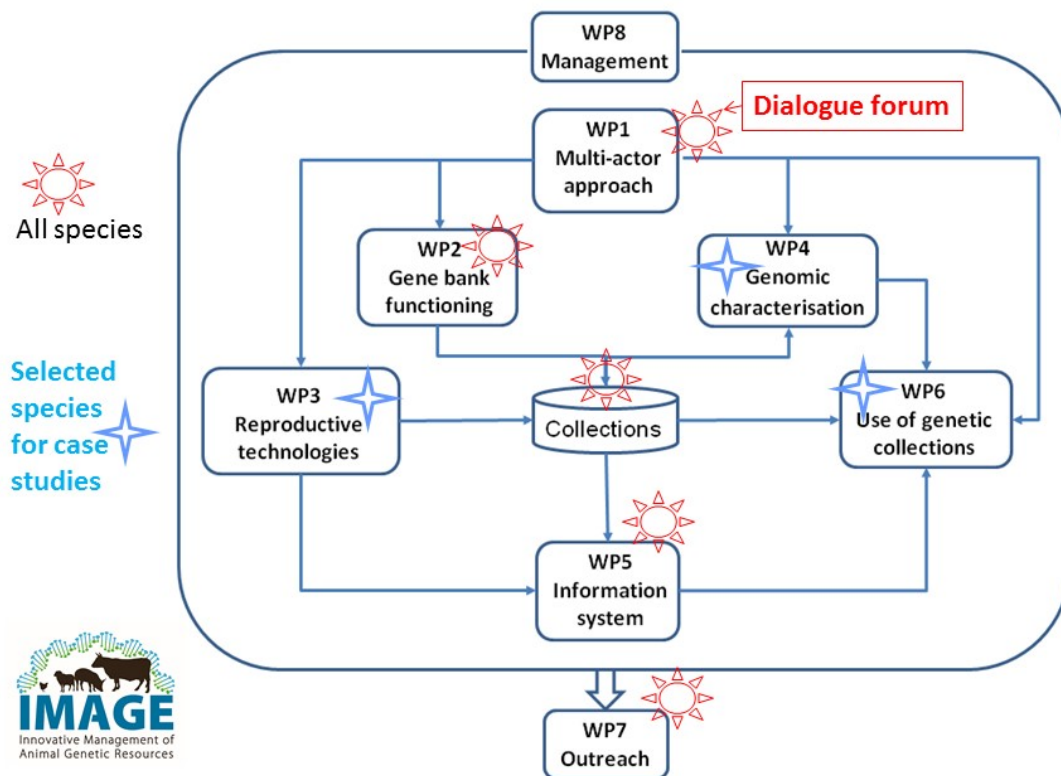 WP8
Management
Dialogue forum
WP1
Multi-actor
approach
All species
WP2
Gene bank
functioning
WP4
Genomic
characterisation
Selected
species
for case
studies
WP3
Reproductive
technologies
Collections
WP6
Use of genetic
collections
WP5
Information
system
IMAGE
Innovative Management of
Animal Genetic Resources
WP7
Outreach